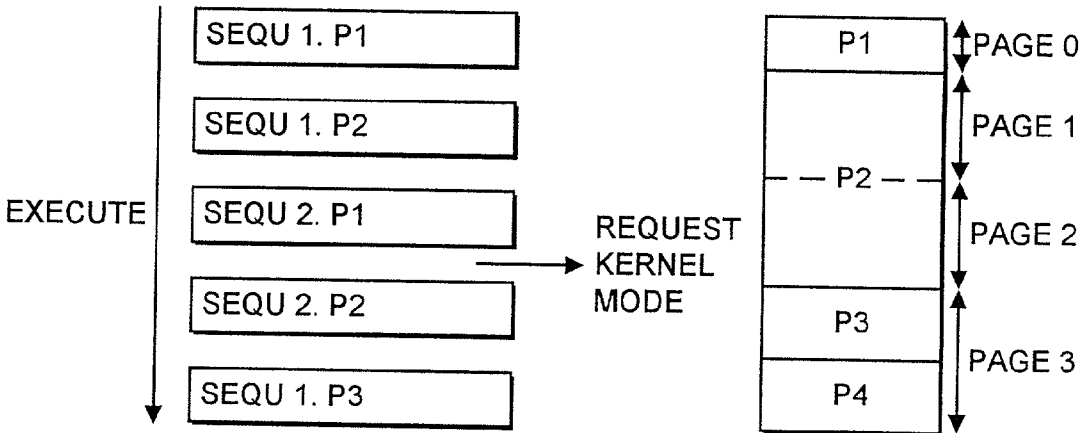 EXECUTE
SEQU 1. P1
SEQU 1. P2
SEQU 2. P1
SEQU 2. P2
SEQU 1. P3
REQUEST
KERNEL
MODE
P1
P2
P3
P4
PAGE 0
PAGE 1
PAGE 2
PAGE 3